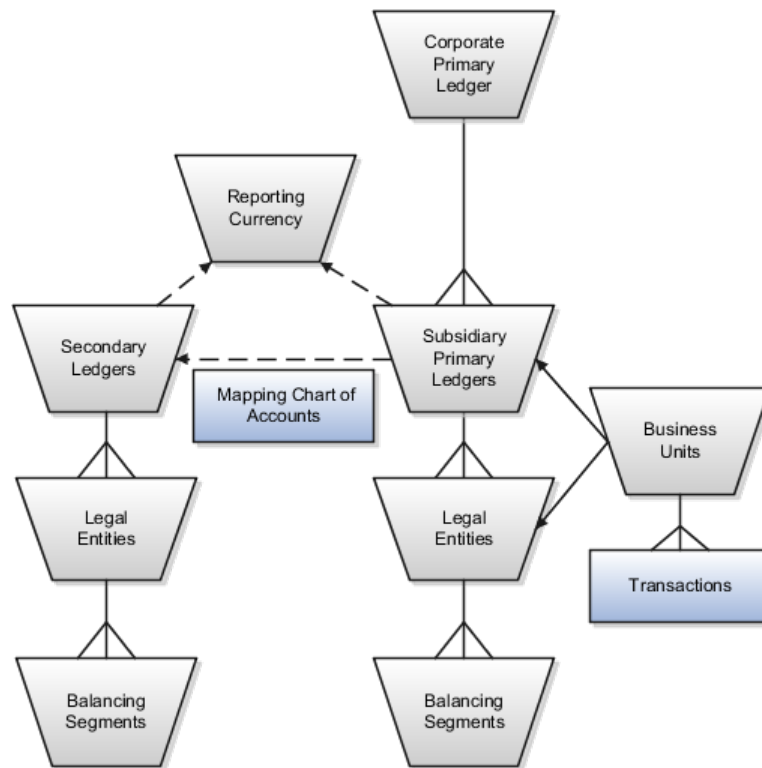 Corporate
Primary
Ledger
Reporting
Currency
Secondary
Ledgers
Subsidiary
Primary
Ledgers
Mapping Chart of
Accounts
Business
Units
Legal
Entities
Legal
Entities
Transactions
Balancing
Segments
Balancing
Segments